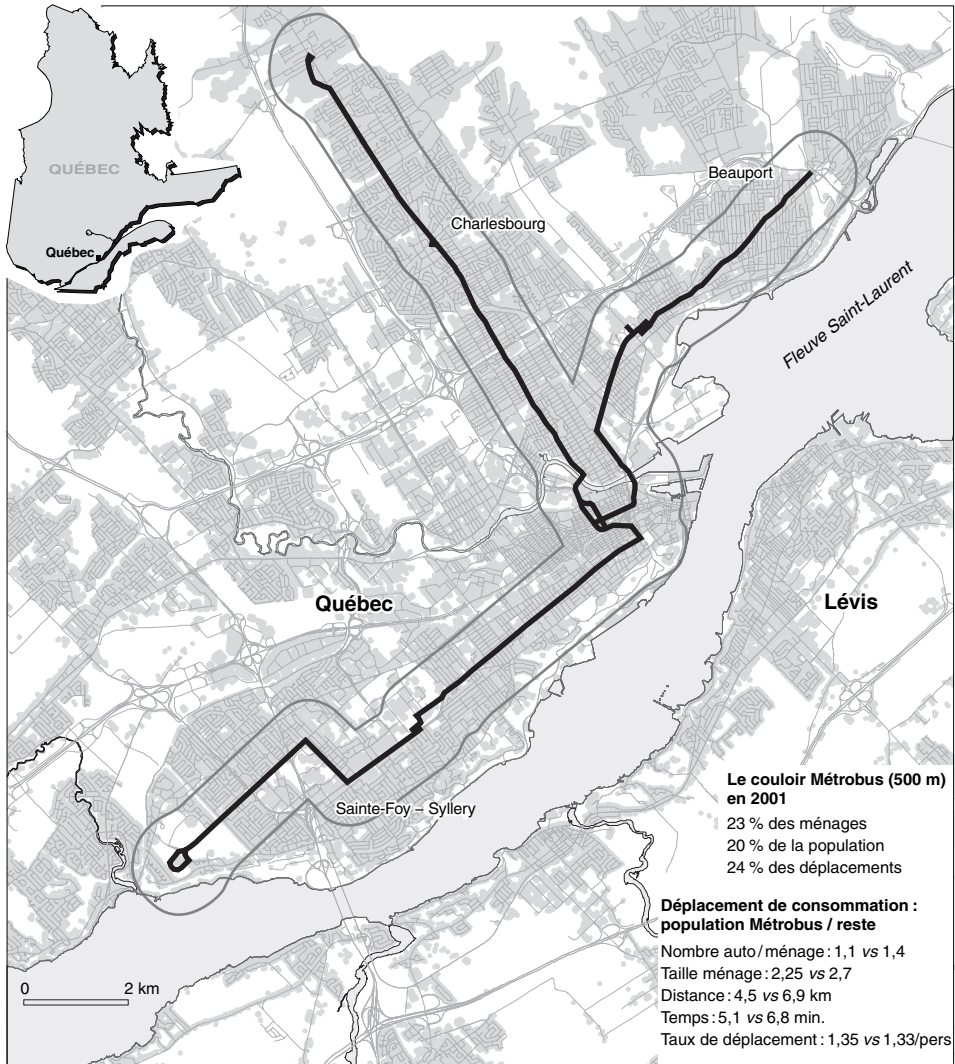 QUÉBEC
Québec
Beauport
Charlesbourg
Fleuve Saint-Laurent
Québec
Lévis
Sainte-Foy – Syllery
Le couloir Métrobus (500 m)
en 2001
23 % des ménages
20 % de la population
24 % des déplacements
Déplacement de consommation :
population Métrobus / reste
Nombre auto / ménage : 1,1 vs 1,4
Taille ménage : 2,25 vs 2,7
Distance : 4,5 vs 6,9 km
Temps : 5,1 vs 6,8 min.
Taux de déplacement : 1,35 vs 1,33/pers
0 2 km